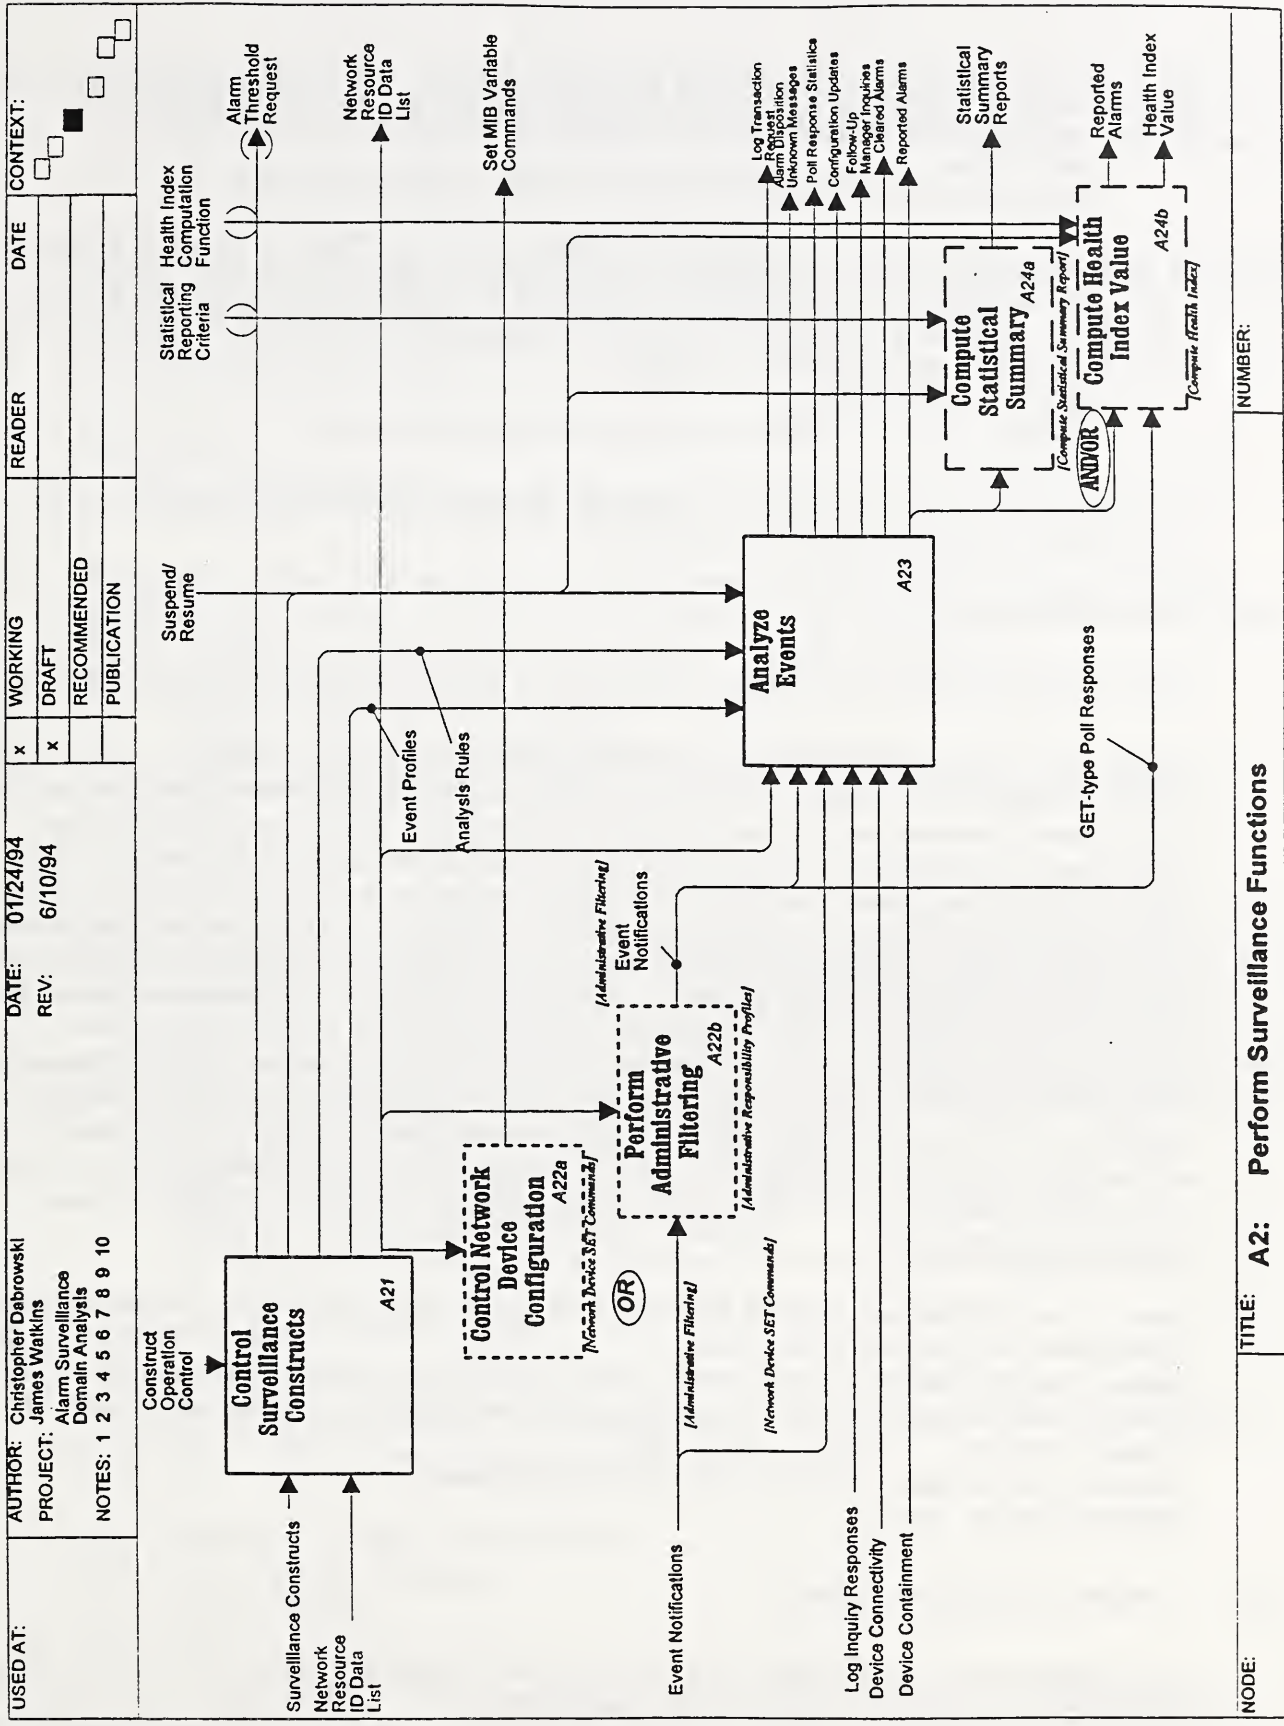 USED AT:
AUTHOR: Christopher Dabrowski
James Watkins
PROJECT: Alarm Surveillance
Domain Analysis
NOTES: 1 2 3 4 5 6 7 8 9 10
DATE: 01/24/94
REV: 6/10/94
x WORKING
x DRAFT
RECOMMENDED
PUBLICATION
READER
DATE
CONTEXT:
Construct
Operation
Control
Suspend/
Resume
Statistical
Reporting
Criteria
Health Index
Computation
Function
Alarm
Threshold
Request
Network
Resource
ID Data
List
Set MIB Variable
Commands
Surveillance Constructs
Network
Resource
ID Data
List
Control
Surveillance
Constructs
A21
Event Profiles
Analysis Rules
Control Network
Device
Configuration
A22a
[Network Device SET Commands]
OR
Perform
Administrative
Filtering
A22b
[Administrative Responsibility Profiles]
[Administrative Filtering]
Event
Notifications
[Administrative Filtering]
[Network Device SET Commands]
Event Notifications
Log Inquiry Responses
Device Connectivity
Device Containment
Analyze
Events
A23
Log Transaction
Request
Alarm Disposition
Unknown Messages
Poll Response Statistics
Configuration Updates
Follow-Up
Manager Inquiries
Cleared Alarms
Reported Alarms
Compute
Statistical
Summary
A24a
[Compute Statistical Summary Report]
Statistical
Summary
Reports
AND/OR
Compute Health
Index Value
A24b
[Compute Health Index]
Reported
Alarms
Health Index
Value
GET-type Poll Responses
NODE:
TITLE:
A2: Perform Surveillance Functions
NUMBER: